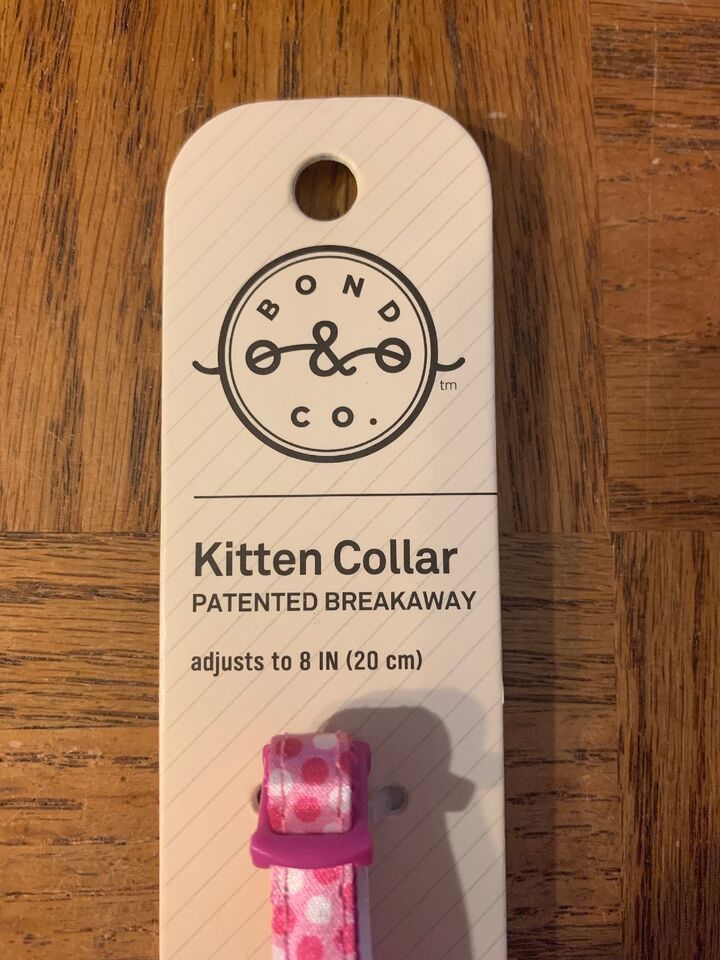 BOND
&
CO.
tm
Kitten Collar
PATENTED BREAKAWAY
adjusts to 8 IN (20 cm)